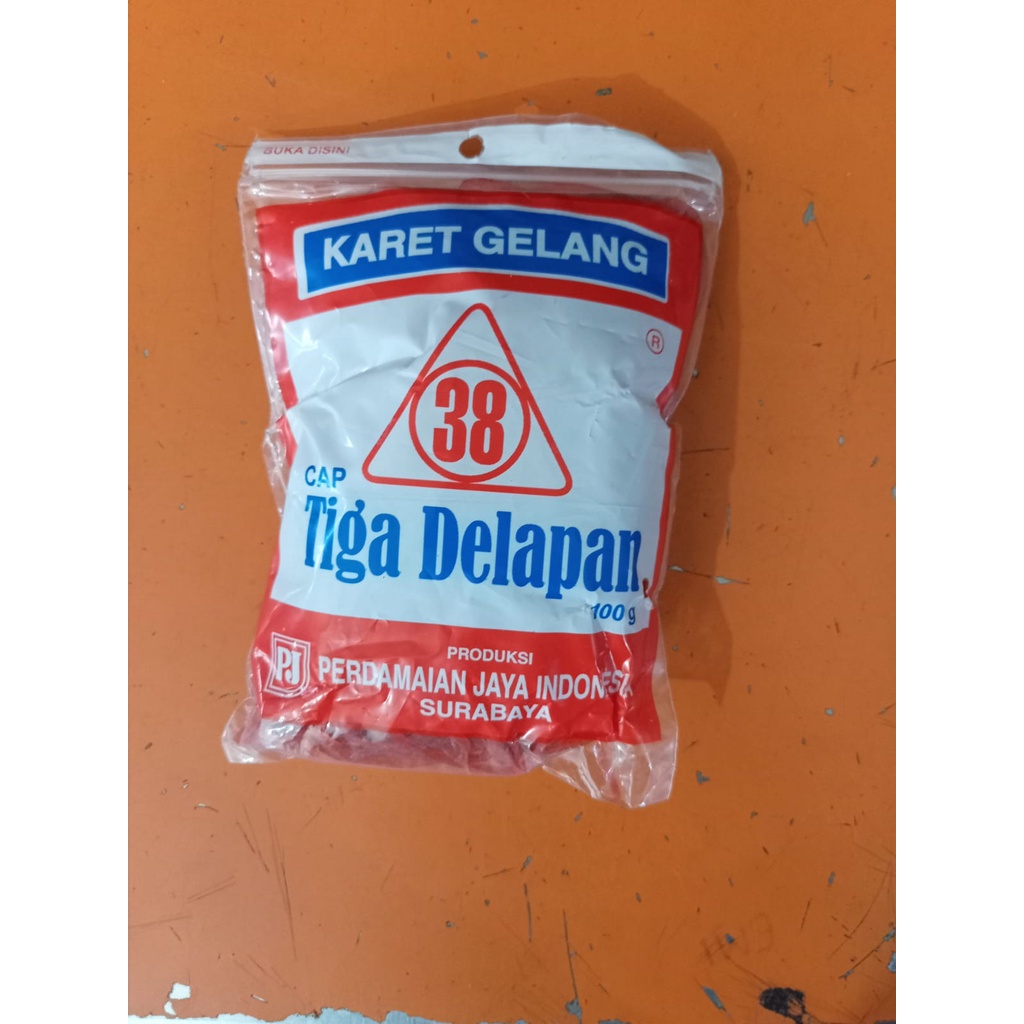 BUKA DISINI
KARET GELANG
®
38
CAP
Tiga Delapan
100 g
PRODUKSI
PJ PERDAMAIAN JAYA INDONESIA
SURABAYA